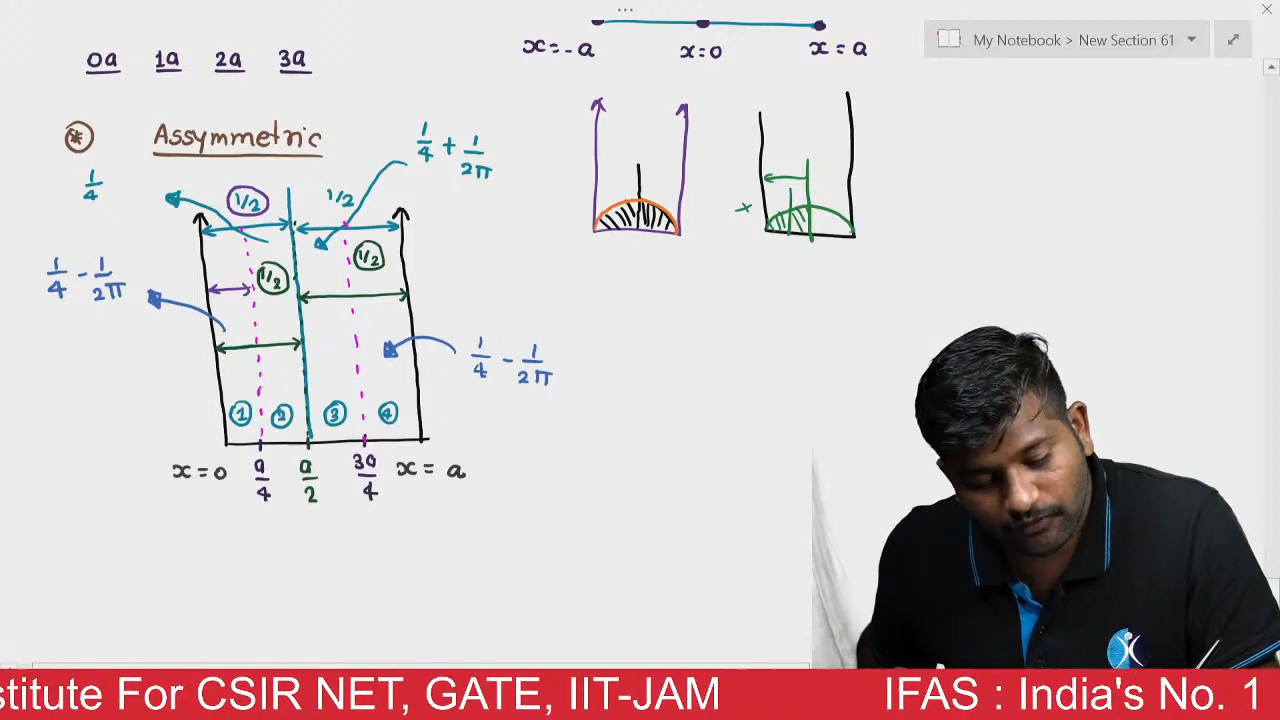 My Notebook > New Section 61
x=-a x=0 x=a
0a 1a 2a 3a
* Assymmetric
1/4
1/2 1/2
1/4 + 1/2π
1/2 1/2
1/4 - 1/2π
1/4 - 1/2π
1 2 3 4
x=0 a/4 a/2 3a/4 x=a
+
stitute For CSIR NET, GATE, IIT-JAM IFAS : India's No. 1